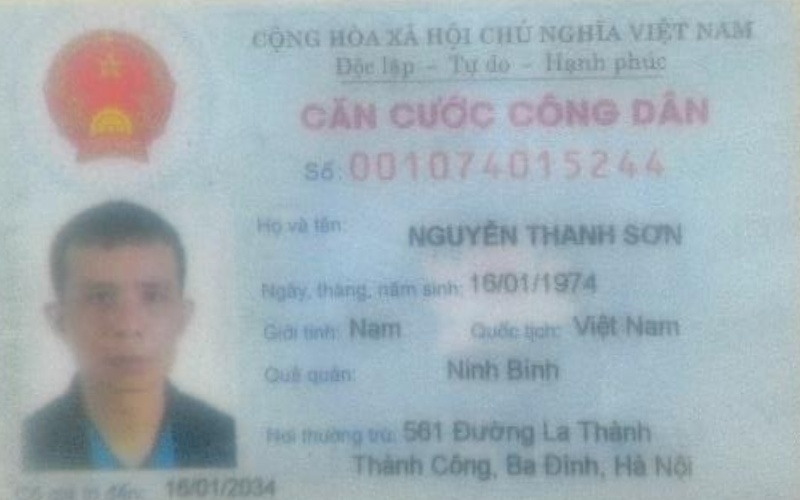 CỘNG HÒA XÃ HỘI CHỦ NGHĨA VIỆT NAM
Độc lập - Tự do - Hạnh phúc
CĂN CƯỚC CÔNG DÂN
Số: 001074015244
Họ và tên: NGUYỄN THANH SƠN
Ngày, tháng, năm sinh: 16/01/1974
Giới tính: Nam Quốc tịch: Việt Nam
Quê quán: Ninh Bình
Nơi thường trú: 561 Đường La Thành
Thành Công, Ba Đình, Hà Nội
Có giá trị đến: 16/01/2034